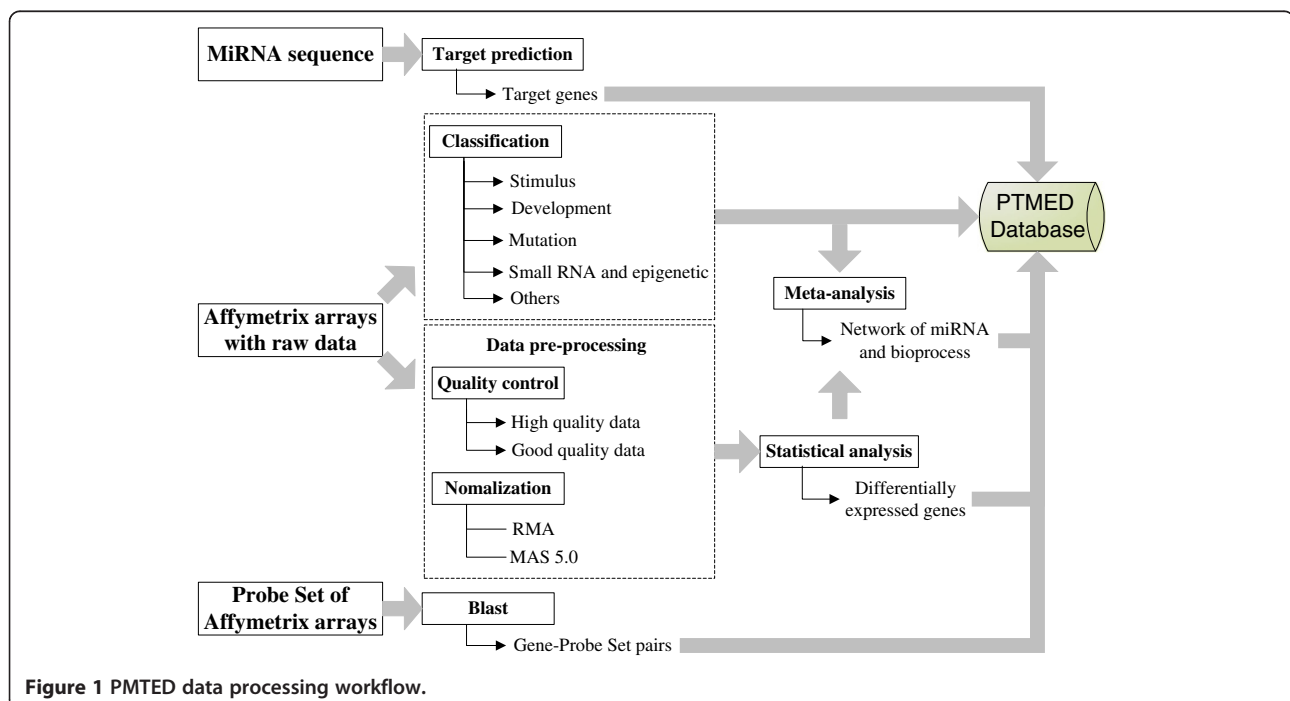 MiRNA sequence
Target prediction
Target genes
Classification
Stimulus
Development
Mutation
Small RNA and epigenetic
Others
PTMED
Database
Affymetrix arrays
with raw data
Meta-analysis
Network of miRNA
and bioprocess
Data pre-processing
Quality control
High quality data
Good quality data
Statistical analysis
Differentially
expressed genes
Nomalization
RMA
MAS 5.0
Probe Set of
Affymetrix arrays
Blast
Gene-Probe Set pairs
Figure 1 PMTED data processing workflow.